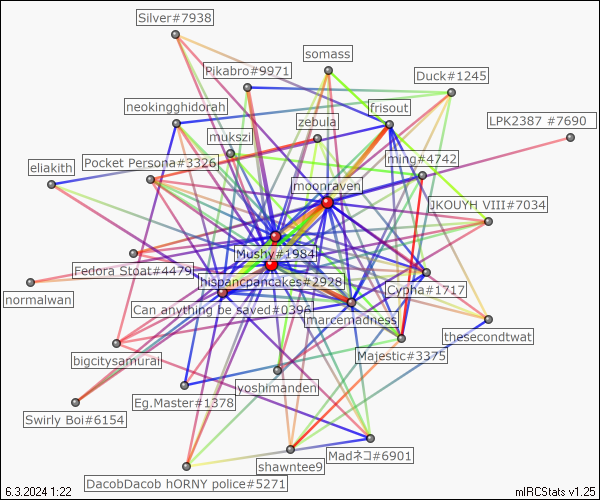 Silver#7938
somass
Pikabro#9971
Duck#1245
neokingghidorah
frisout
zebula
LPK2387 #7690
mukszi
ming#4742
eliakith
Pocket Persona#3326
moonraven
JKOUYH VIII#7034
Mushy#1984
Fedora Stoat#4479
hispancpancakes#2928
Cypha#1717
normalwan
Can anything be saved#0396
marcemadness
thesecondtwat
bigcitysamurai
Majestic#3375
yoshimanden
Eg.Master#1378
Swirly Boi#6154
Madネコ#6901
shawntee9
DacobDacob hORNY police#5271
6.3.2024 1:22
mIRCStats v1.25